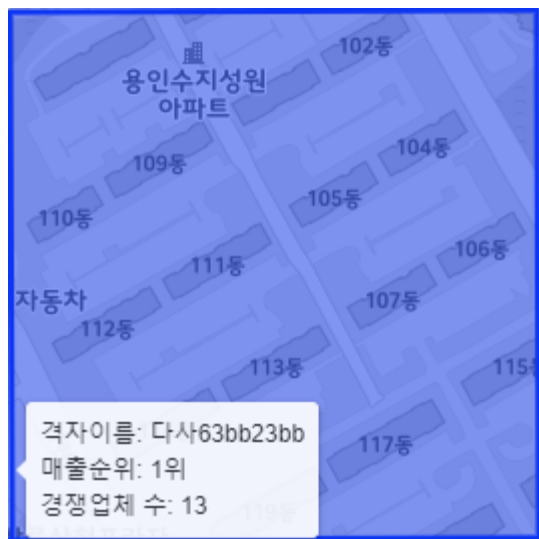 102동
용인수지성원
아파트
104동
109동
105동
110동
106동
111동
자동차
107동
112동
113동
115동
격자이름: 다사63bb23bb
매출순위: 1위
117동
경쟁업체 수: 13